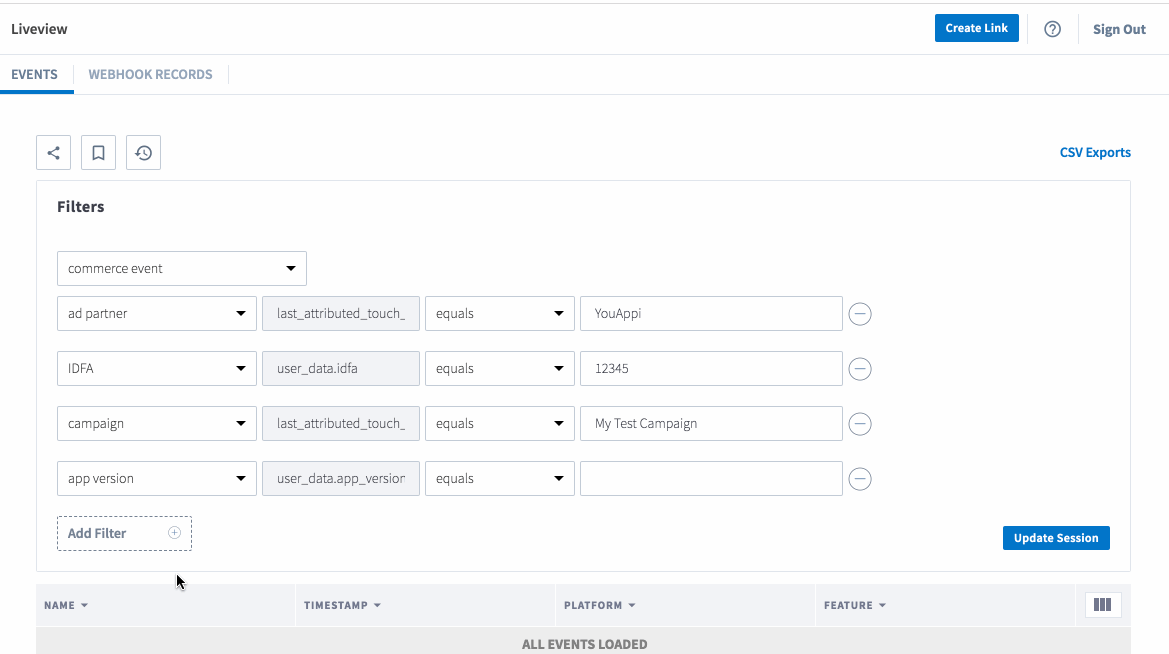 Liveview
Create Link
Sign Out
EVENTS
WEBHOOK RECORDS
CSV Exports
Filters
commerce event
ad partner last_attributed_touch_ equals YouAppi
IDFA user_data.idfa equals 12345
campaign last_attributed_touch_ equals My Test Campaign
app version user_data.app_version equals
Add Filter
Update Session
NAME TIMESTAMP PLATFORM FEATURE
ALL EVENTS LOADED